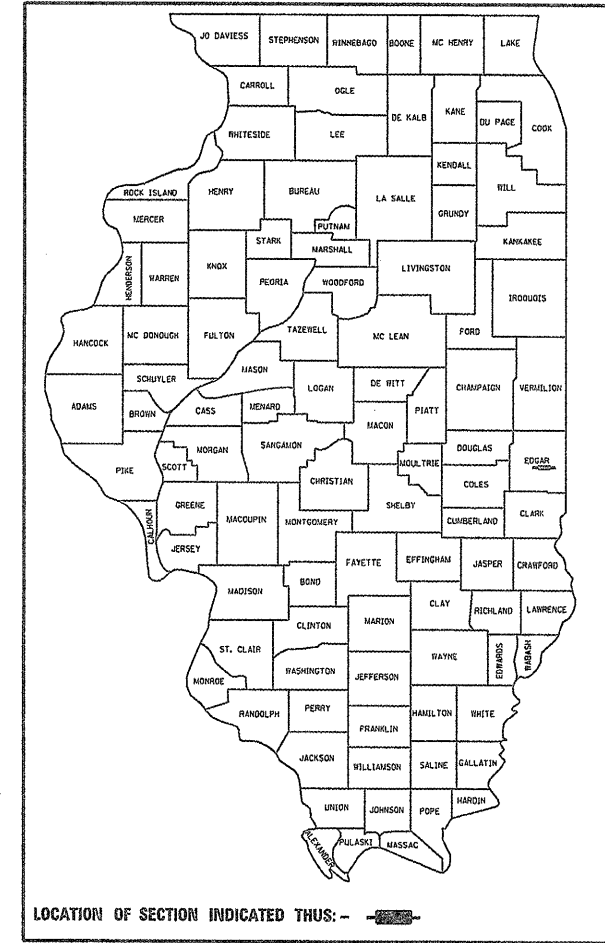 JO DAVIESS STEPHENSON WINNEBAGO BOONE MC HENRY LAKE
CARROLL OGLE DE KALB KANE DU PAGE COOK
WHITESIDE LEE KENDALL WILL
ROCK ISLAND HENRY BUREAU LA SALLE GRUNDY
MERCER PUTNAM
STARK MARSHALL KANKAKEE
HENDERSON WARREN KNOX PEORIA WOODFORD LIVINGSTON IROQUOIS
HANCOCK MC DONOUGH FULTON TAZEWELL MC LEAN FORD
MASON
SCHUYLER LOGAN DE WITT CHAMPAIGN VERMILION
ADAMS BROWN CASS MENARD MACON PIATT
MORGAN SANGAMON DOUGLAS EDGAR
PIKE SCOTT CHRISTIAN MOULTRIE COLES
GREENE MACOUPIN MONTGOMERY SHELBY CUMBERLAND CLARK
CALHOUN JERSEY FAYETTE EFFINGHAM JASPER CRAWFORD
MADISON BOND CLAY RICHLAND LAWRENCE
CLINTON MARION
ST. CLAIR WAYNE EDWARDS WABASH
MONROE WASHINGTON JEFFERSON
RANDOLPH PERRY FRANKLIN HAMILTON WHITE
JACKSON WILLIAMSON SALINE GALLATIN
UNION JOHNSON POPE HARDIN
ALEXANDER PULASKI MASSAC
LOCATION OF SECTION INDICATED THUS: -